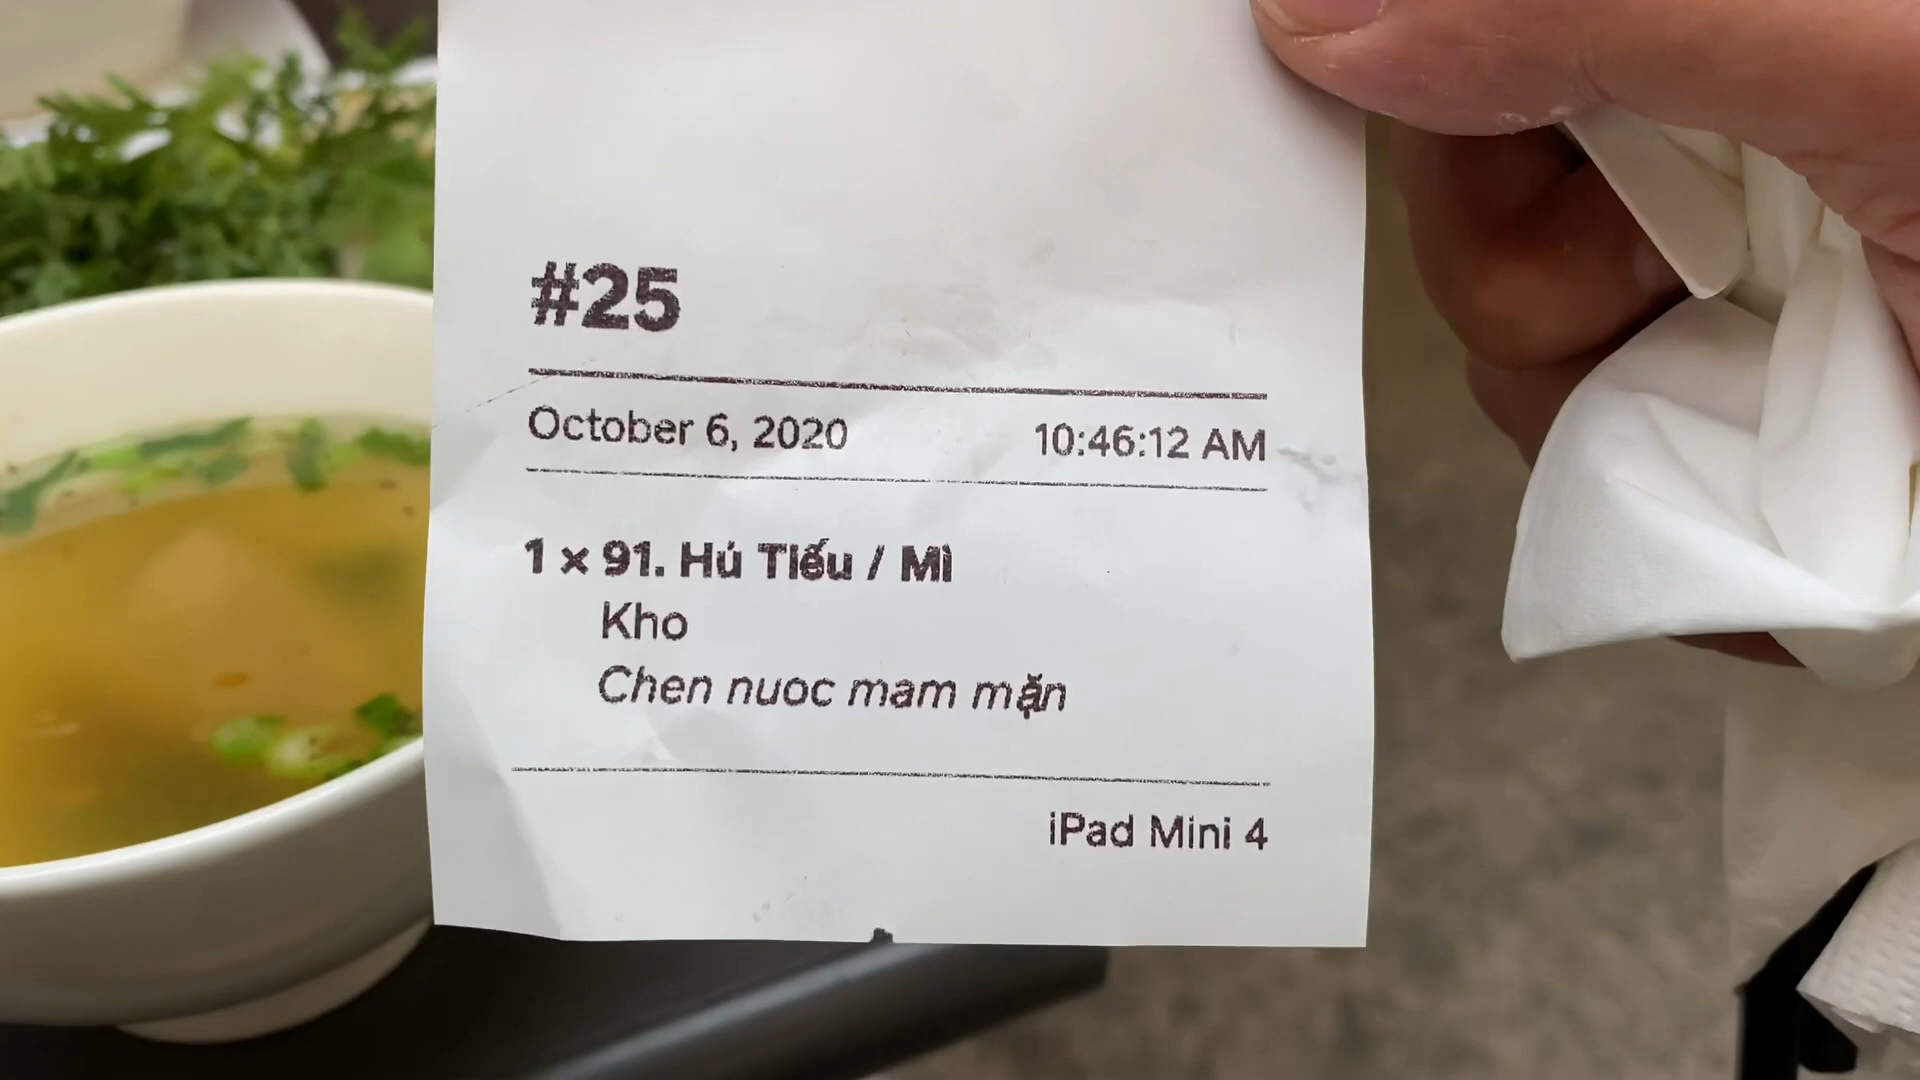 #25
October 6, 2020 10:46:12 AM
1 × 91. Hủ Tiếu / Mì
Kho
Chen nuoc mam mặn
iPad Mini 4